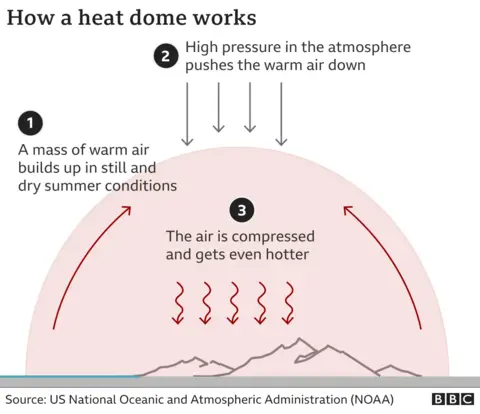 How a heat dome works
2
High pressure in the atmosphere
pushes the warm air down
1
A mass of warm air
builds up in still and
dry summer conditions
3
The air is compressed
and gets even hotter
Source: US National Oceanic and Atmospheric Administration (NOAA)
BBC